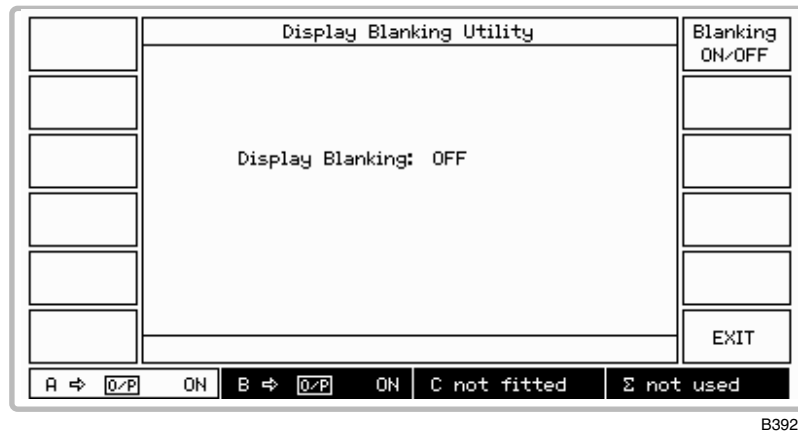 Display Blanking Utility
Blanking
ON/OFF
Display Blanking: OFF
EXIT
A ⇨ O/P ON B ⇨ O/P ON C not fitted Σ not used
B392